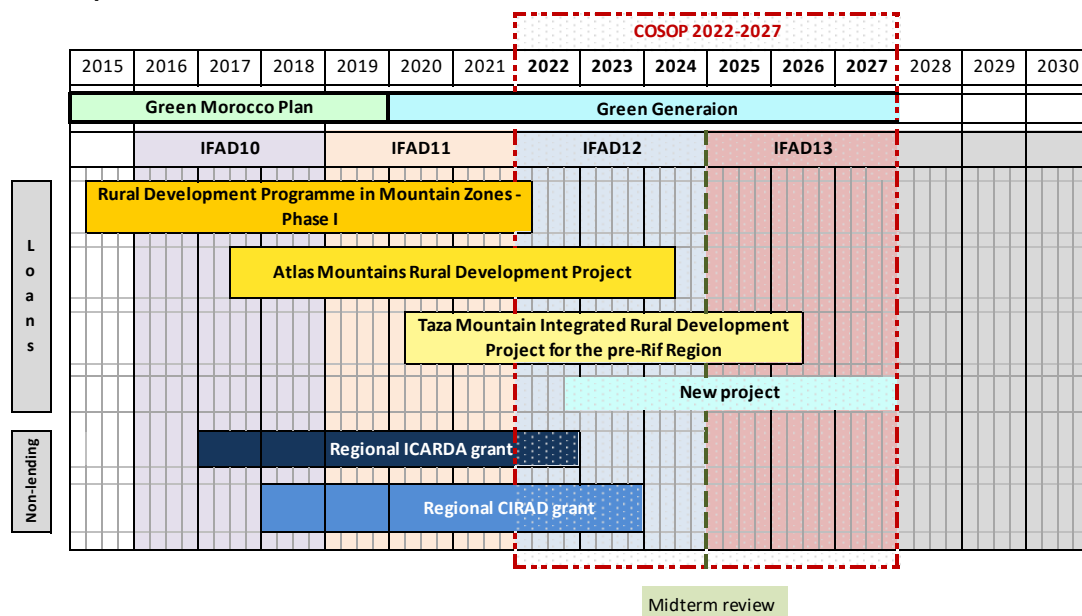 COSOP 2022-2027
2015 2016 2017 2018 2019 2020 2021 2022 2023 2024 2025 2026 2027 2028 2029 2030
Green Morocco Plan Green Generaion
IFAD10 IFAD11 IFAD12 IFAD13
Loans
Rural Development Programme in Mountain Zones -
Phase I
Atlas Mountains Rural Development Project
Taza Mountain Integrated Rural Development
Project for the pre-Rif Region
New project
Non-lending
Regional ICARDA grant
Regional CIRAD grant
Midterm review